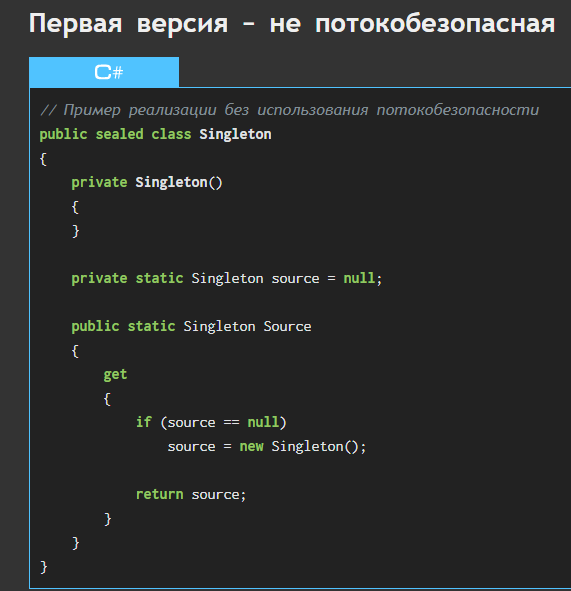 Первая версия - не потокобезопасная
C#
// Пример реализации без использования потокобезопасности
public sealed class Singleton
{
    private Singleton()
    {
    }
    private static Singleton source = null;
    public static Singleton Source
    {
        get
        {
            if (source == null)
                source = new Singleton();
            return source;
        }
    }
}